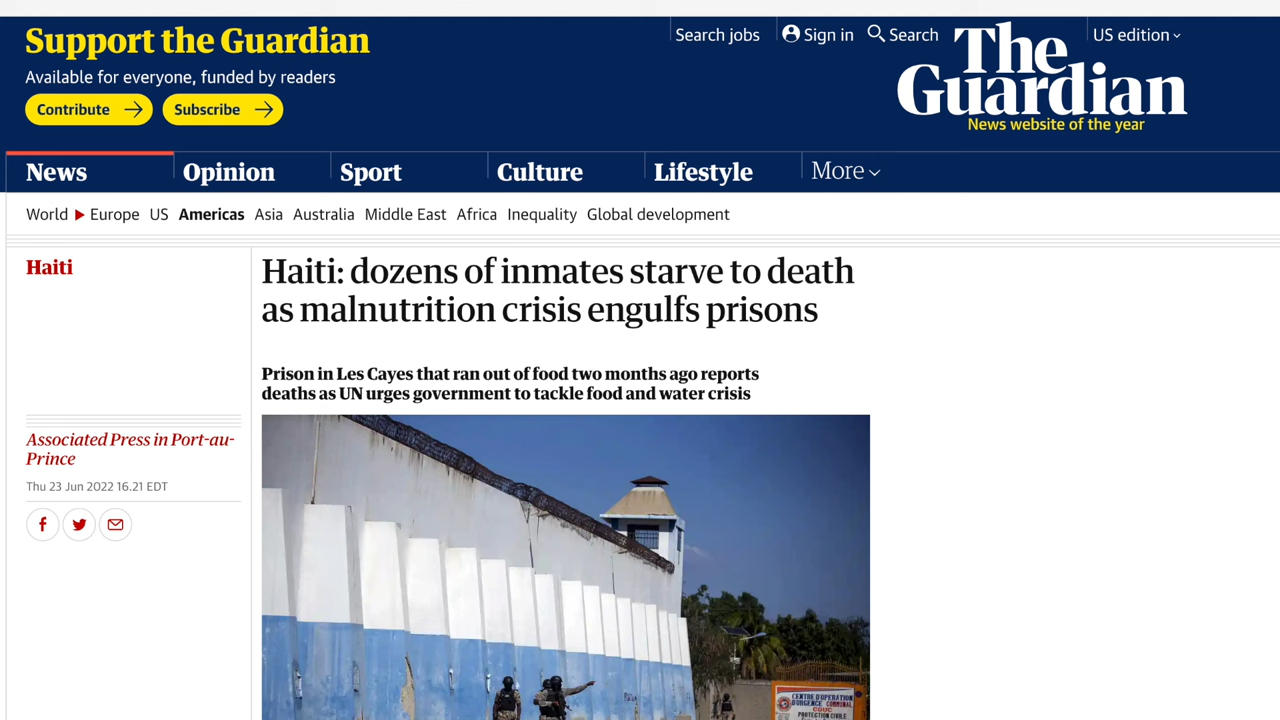 Support the Guardian
Available for everyone, funded by readers
Contribute
Subscribe
Search jobs
Sign in
Search
US edition
The
Guardian
News website of the year
News
Opinion
Sport
Culture
Lifestyle
More
World
Europe
US
Americas
Asia
Australia
Middle East
Africa
Inequality
Global development
Haiti
Haiti: dozens of inmates starve to death
as malnutrition crisis engulfs prisons
Prison in Les Cayes that ran out of food two months ago reports
deaths as UN urges government to tackle food and water crisis
Associated Press in Port-au-
Prince
Thu 23 Jun 2022 16.21 EDT
CENTRE D'OPERATION
D'URGENCE COMMUNAL
COUC
PROTECTION CIVILE